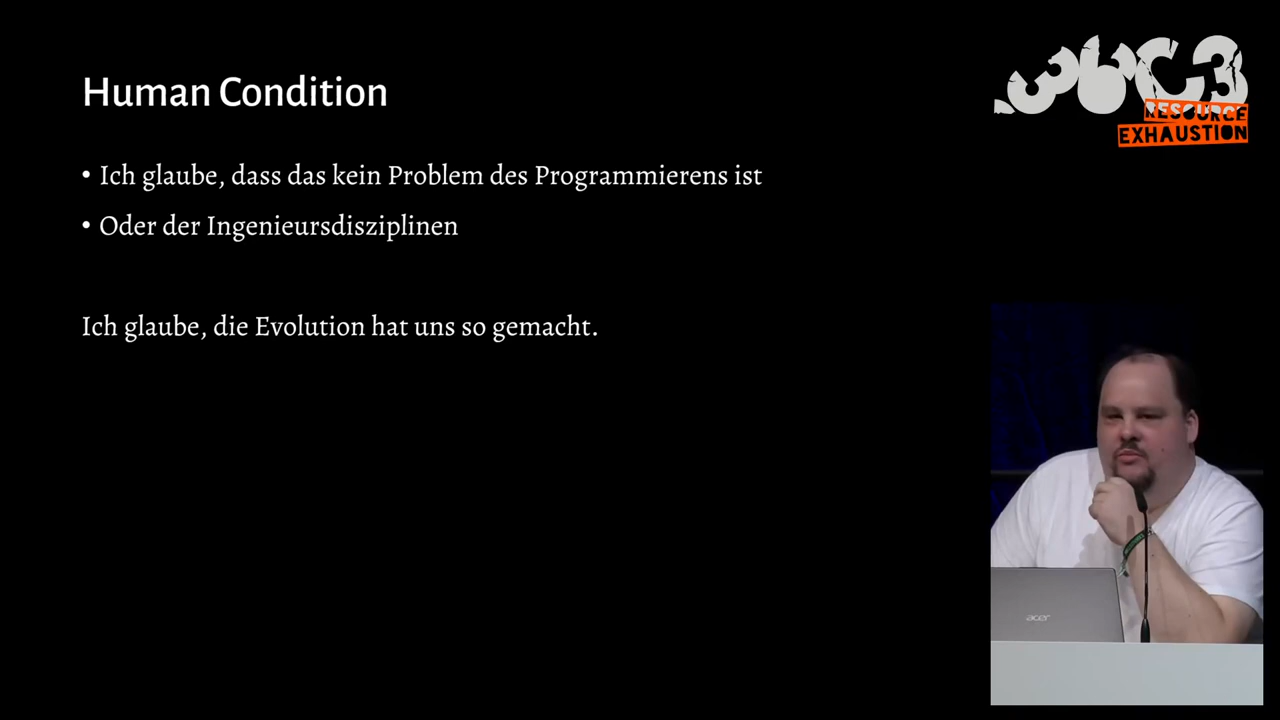 Human Condition
• Ich glaube, dass das kein Problem des Programmierens ist
• Oder der Ingenieursdisziplinen
Ich glaube, die Evolution hat uns so gemacht.
36C3
RESOURCE
EXHAUSTION
acer